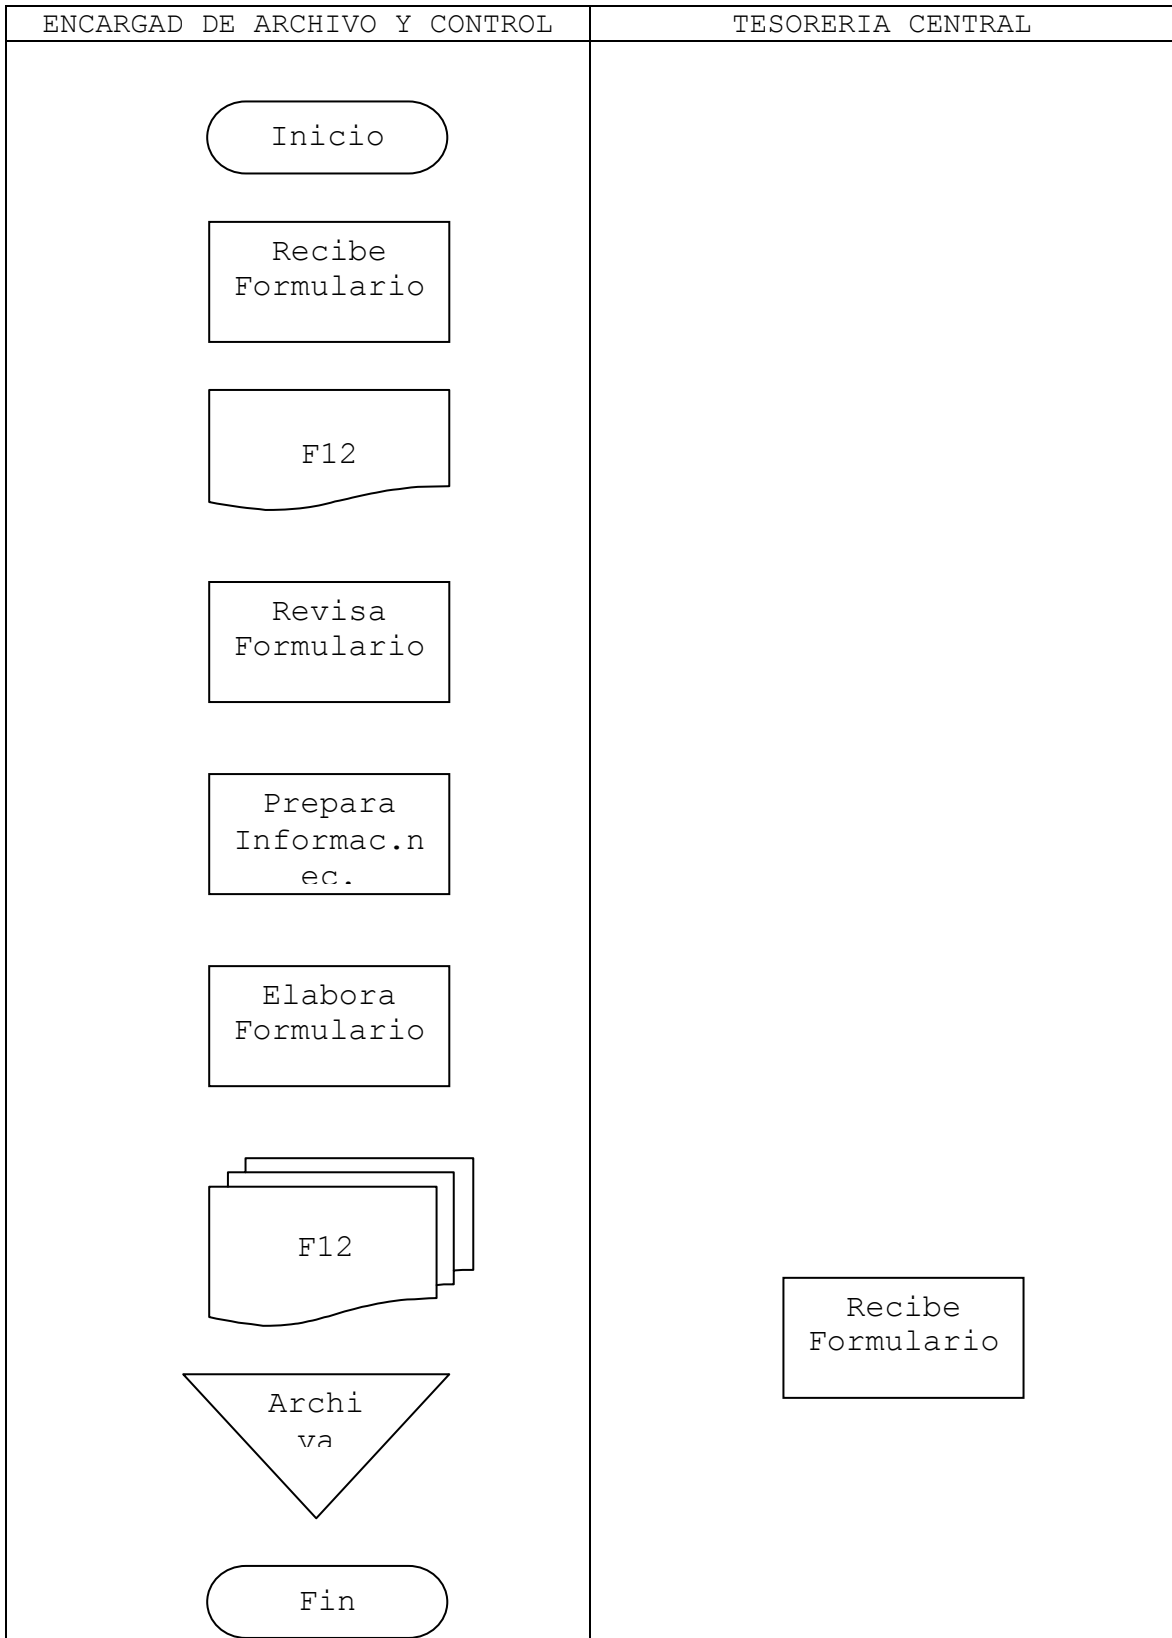 ENCARGAD DE ARCHIVO Y CONTROL
TESORERIA CENTRAL
Inicio
Recibe
Formulario
F12
Revisa
Formulario
Prepara
Informac.n
ec.
Elabora
Formulario
F12
Recibe
Formulario
Archi
va
Fin